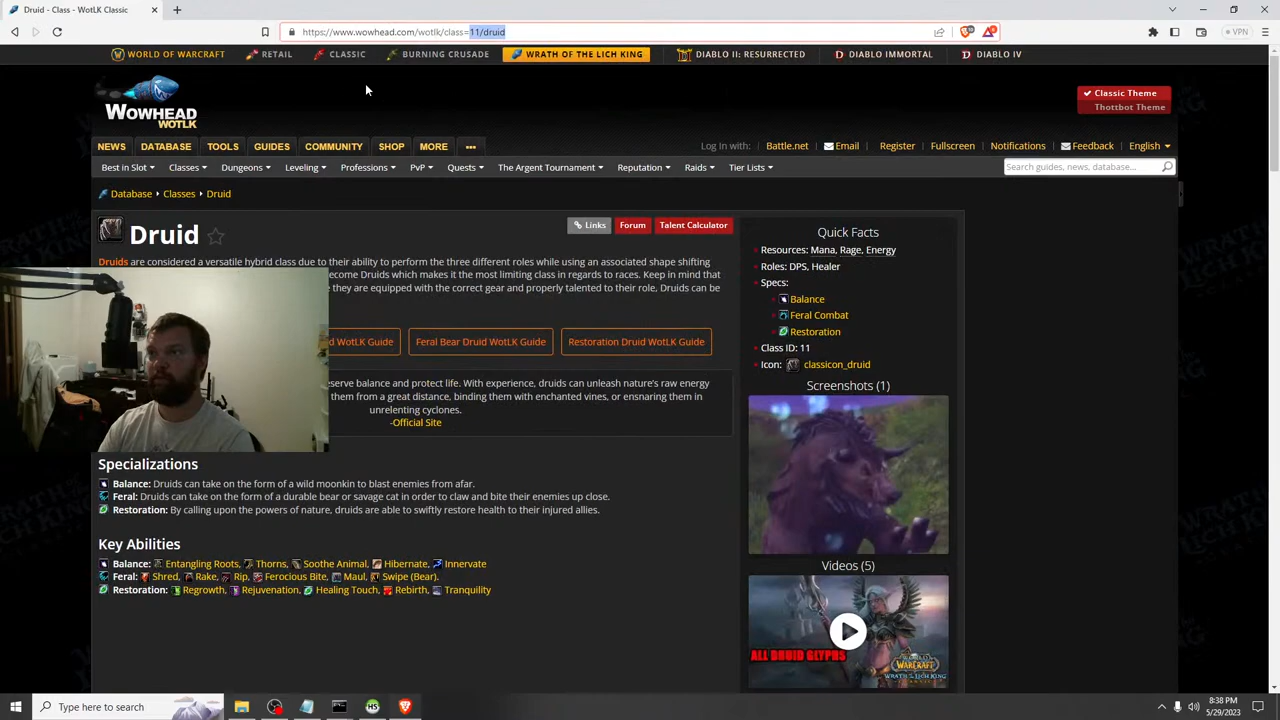 Druid - Class - WotLK Classic
https://www.wowhead.com/wotlk/class=11/druid
VPN
WORLD OF WARCRAFT RETAIL CLASSIC BURNING CRUSADE WRATH OF THE LICH KING DIABLO II: RESURRECTED DIABLO IMMORTAL DIABLO IV
WOWHEAD
WOTLK
Classic Theme
Thottbot Theme
NEWS DATABASE TOOLS GUIDES COMMUNITY SHOP MORE ...
Log in with: Battle.net Email Register Fullscreen Notifications Feedback English
Best in Slot Classes Dungeons Leveling Professions PvP Quests The Argent Tournament Reputation Raids Tier Lists
Search guides, news, database...
Database Classes Druid
Druid
Links Forum Talent Calculator
Druids are considered a versatile hybrid class due to their ability to perform the three different roles while using an associated shape shifting
ecome Druids which makes it the most limiting class in regards to races. Keep in mind that
they are equipped with the correct gear and properly talented to their role, Druids can be
d WotLK Guide Feral Bear Druid WotLK Guide Restoration Druid WotLK Guide
eserve balance and protect life. With experience, druids can unleash nature's raw energy
them from a great distance, binding them with enchanted vines, or ensnaring them in
unrelenting cyclones.
-Official Site
Specializations
Balance: Druids can take on the form of a wild moonkin to blast enemies from afar.
Feral: Druids can take on the form of a durable bear or savage cat in order to claw and bite their enemies up close.
Restoration: By calling upon the powers of nature, druids are able to swiftly restore health to their injured allies.
Key Abilities
Balance: Entangling Roots, Thorns, Soothe Animal, Hibernate, Innervate
Feral: Shred, Rake, Rip, Ferocious Bite, Maul, Swipe (Bear).
Restoration: Regrowth, Rejuvenation, Healing Touch, Rebirth, Tranquility
Quick Facts
Resources: Mana, Rage, Energy
Roles: DPS, Healer
Specs:
Balance
Feral Combat
Restoration
Class ID: 11
Icon: classicon_druid
Screenshots (1)
Videos (5)
ALL DRUID GLYPHS
WORLD OF WARCRAFT
Type here to search
8:38 PM
5/29/2023